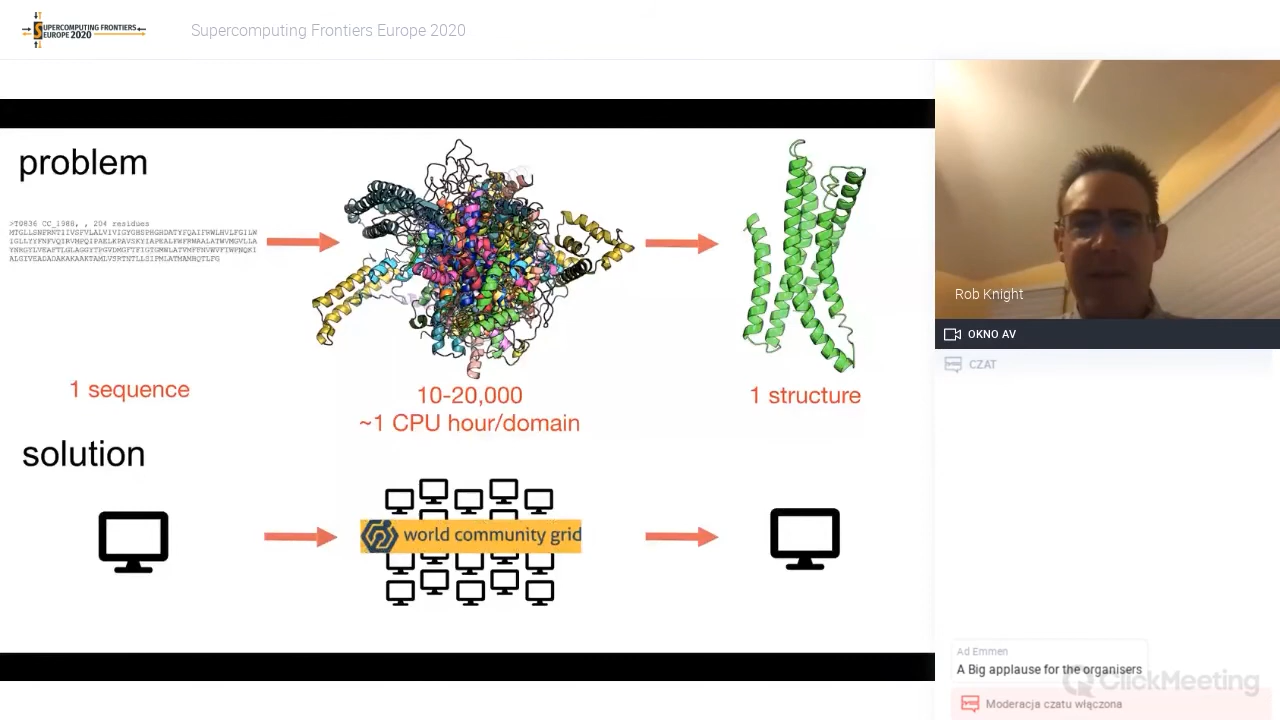 SUPERCOMPUTING FRONTIERS
EUROPE 2020
Supercomputing Frontiers Europe 2020
problem
1 sequence
10-20,000
~1 CPU hour/domain
1 structure
solution
world community grid
Rob Knight
OKNO AV
CZAT
Ad Emmen
A Big applause for the organisers
ClickMeeting
Moderacja czatu włączona